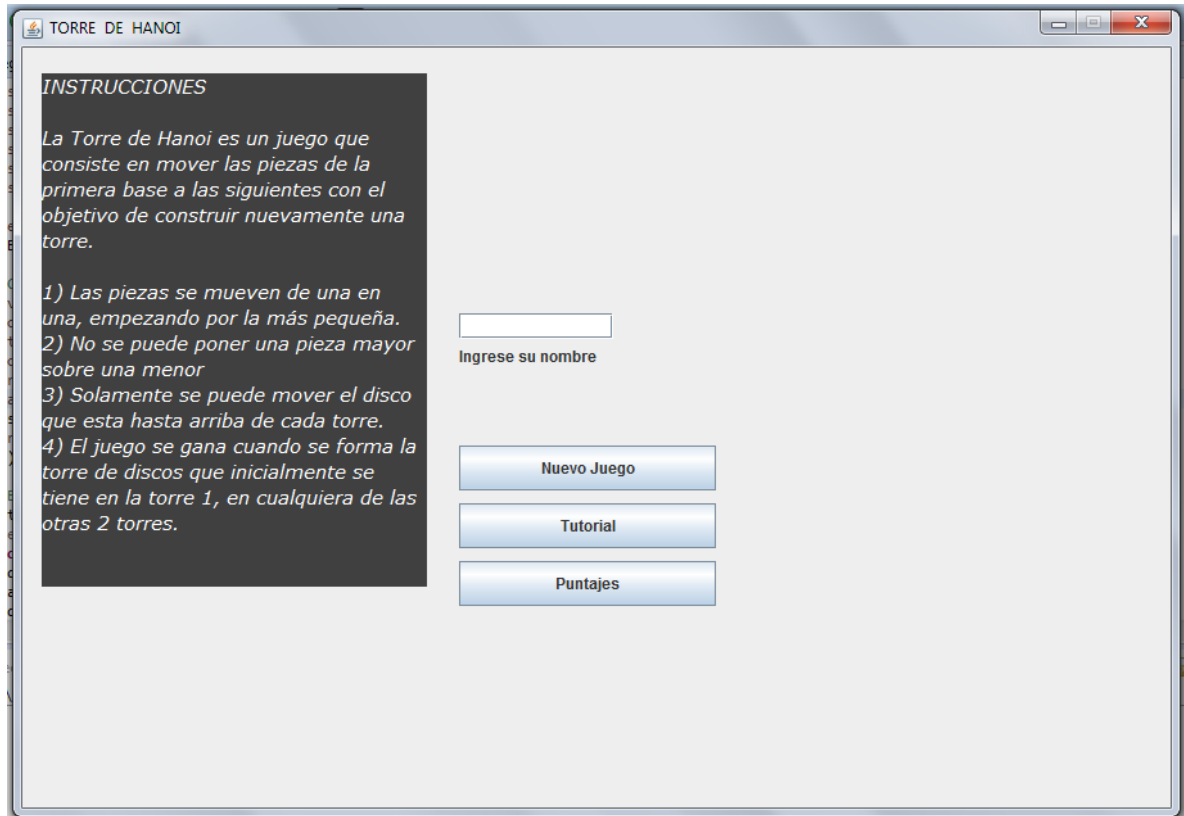 TORRE DE HANOI
INSTRUCCIONES
La Torre de Hanoi es un juego que
consiste en mover las piezas de la
primera base a las siguientes con el
objetivo de construir nuevamente una
torre.
1) Las piezas se mueven de una en
una, empezando por la más pequeña.
2) No se puede poner una pieza mayor
sobre una menor
3) Solamente se puede mover el disco
que esta hasta arriba de cada torre.
4) El juego se gana cuando se forma la
torre de discos que inicialmente se
tiene en la torre 1, en cualquiera de las
otras 2 torres.
Ingrese su nombre
Nuevo Juego
Tutorial
Puntajes